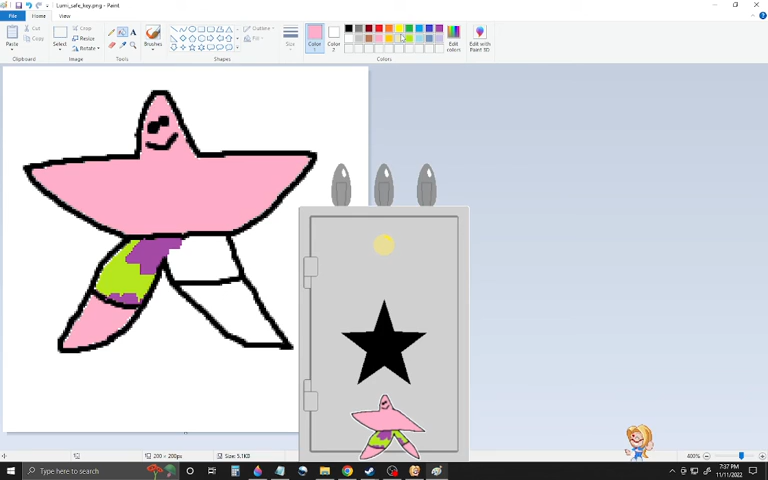 Lumi_safe_key.png - Paint
File Home View
Paste Cut Copy
Select Crop Resize Rotate
Brushes
Outline Fill
Size
Color 1 Color 2
Edit colors Edit with Paint 3D
Clipboard Image Tools Shapes Colors
200 × 200px Size: 5.1KB 400%
Type here to search
7:37 PM
11/11/2022